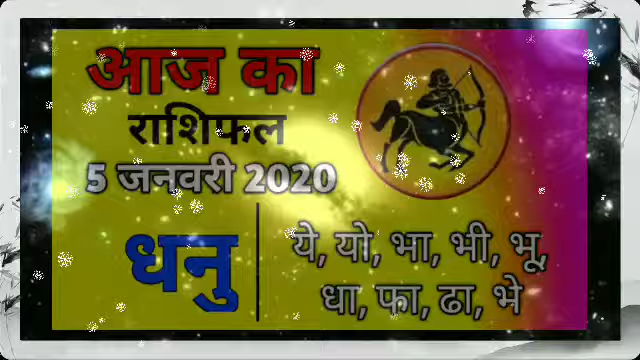 आज का
राशिफल
5 जनवरी 2020
धनु
ये, यो, भा, भी, भू,
धा, फा, ढा, भे